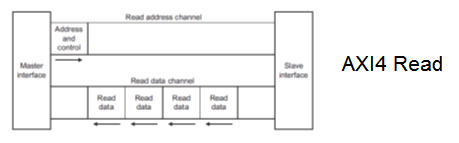 Read address channel
Address
and
control
Master
interface
Slave
interface
AXI4 Read
Read data channel
Read
data
Read
data
Read
data
Read
data